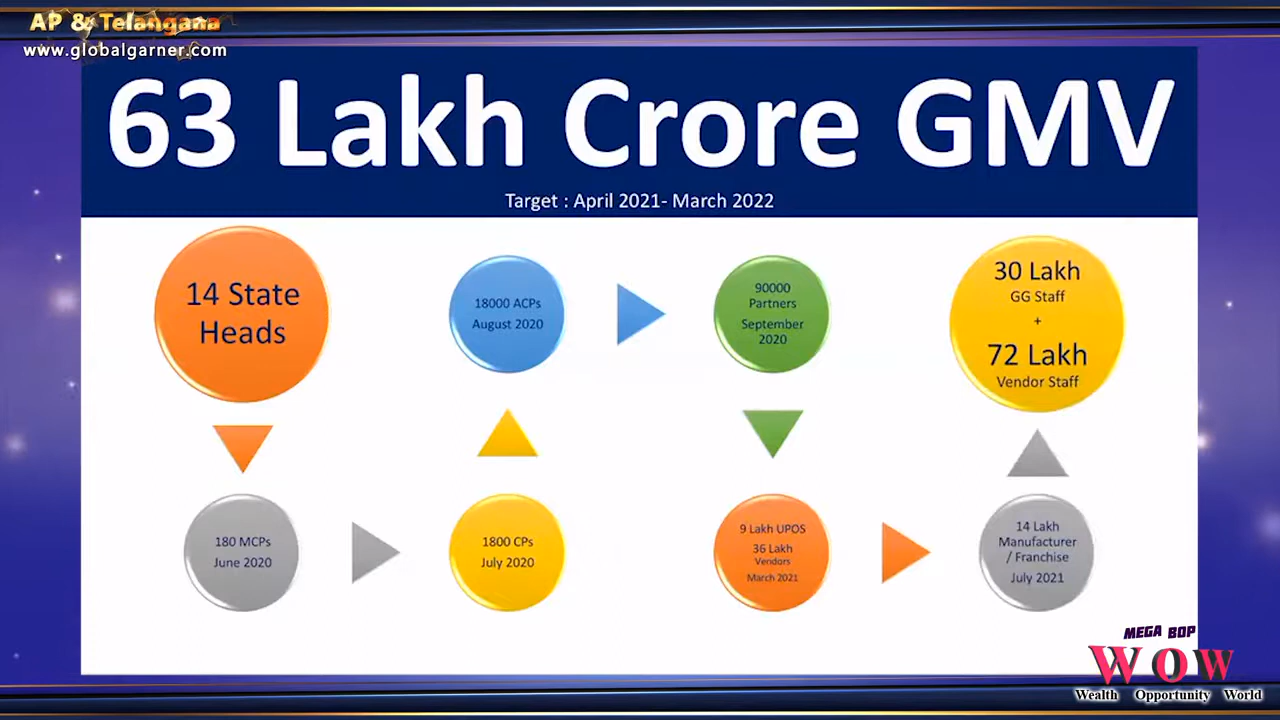 AP & Telangana
www.globalgarner.com
63 Lakh Crore GMV
Target : April 2021- March 2022
14 State
Heads
180 MCPs
June 2020
1800 CPs
July 2020
18000 ACPs
August 2020
90000
Partners
September
2020
9 Lakh UPOS
36 Lakh
Vendors
March 2021
14 Lakh
Manufacturer
/ Franchise
July 2021
30 Lakh
GG Staff
+
72 Lakh
Vendor Staff
MEGA BOP
WOW
Wealth Opportunity World